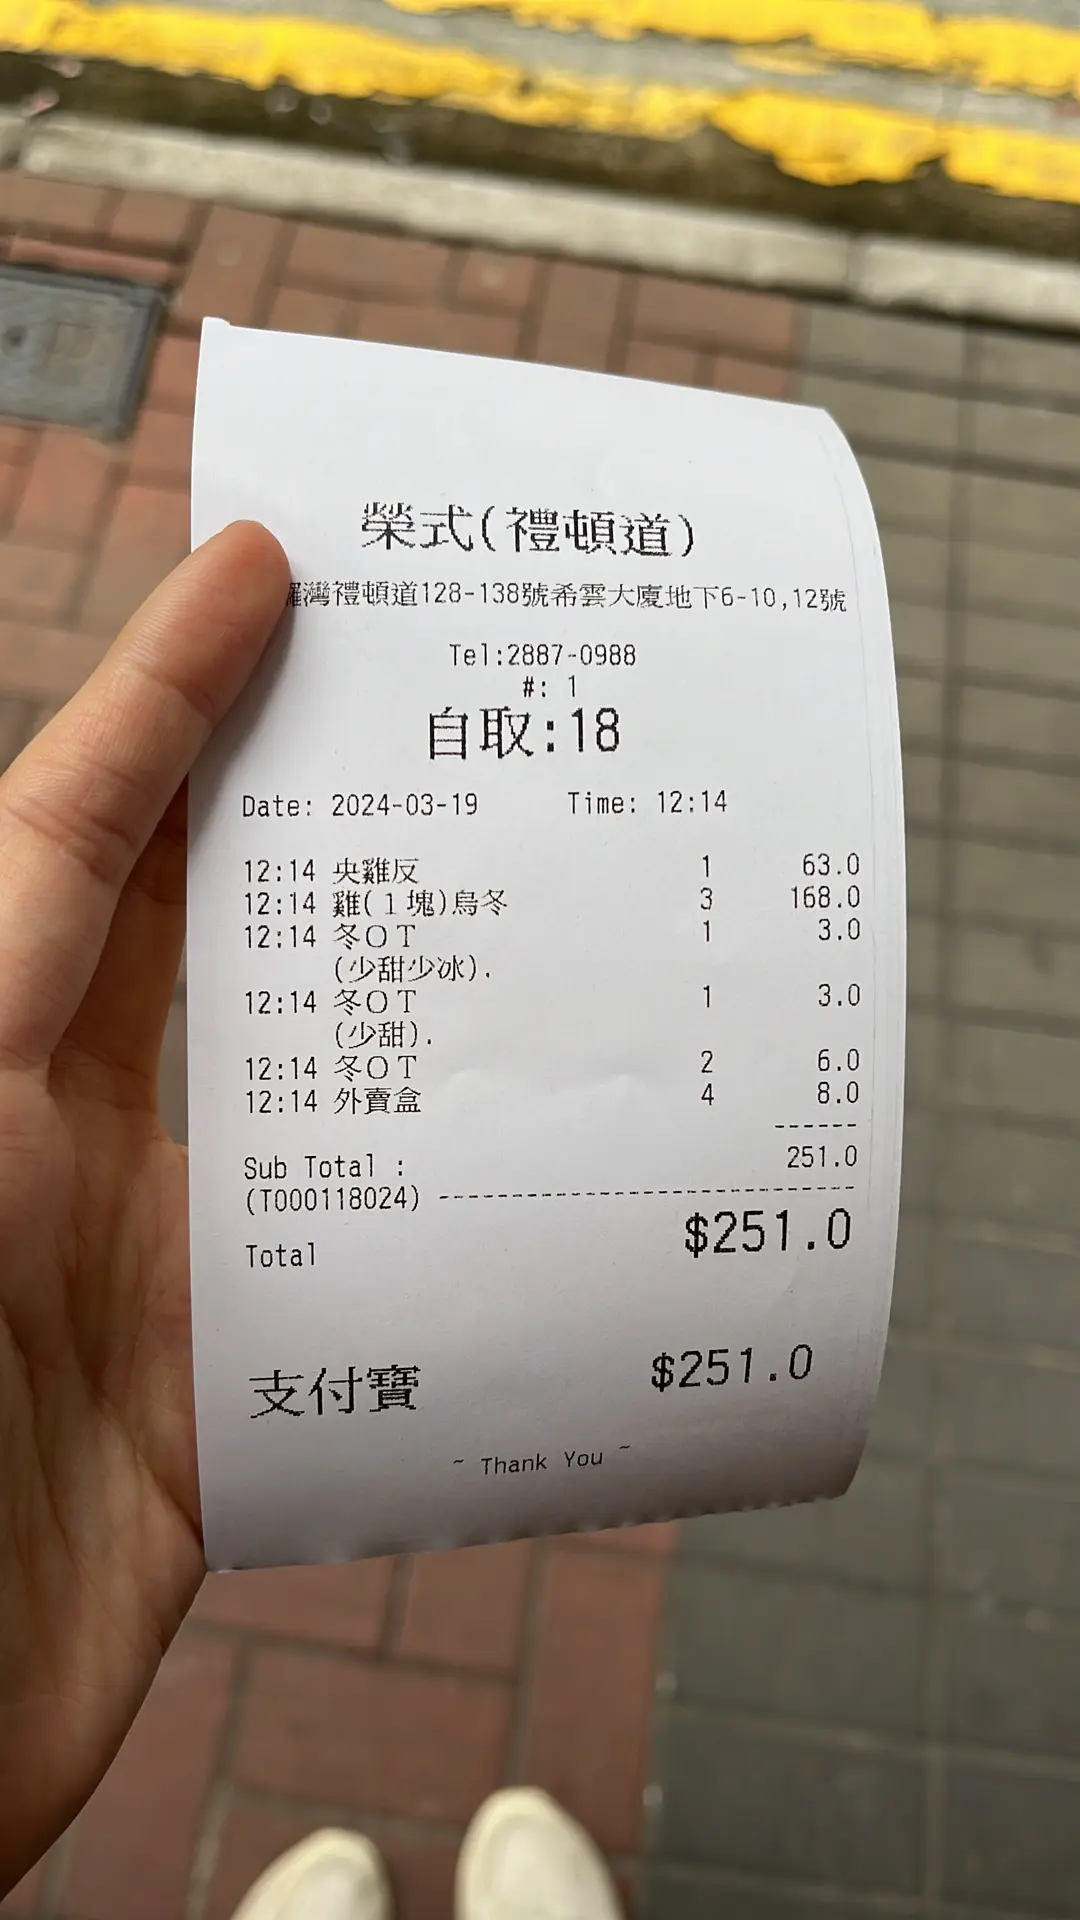 榮式(禮頓道)
灣禮頓道128-138號希雲大廈地下6-10,12號
Tel:2887-0988
#: 1
自取:18
Date: 2024-03-19 Time: 12:14
12:14 央雞反 1 63.0
12:14 雞(1塊)烏冬 3 168.0
12:14 冬OT 1 3.0
(少甜少冰).
12:14 冬OT 1 3.0
(少甜).
12:14 冬OT 2 6.0
12:14 外賣盒 4 8.0
------
Sub Total : 251.0
(T000118024) -----------------------------
Total $251.0
支付寶 $251.0
~ Thank You ~